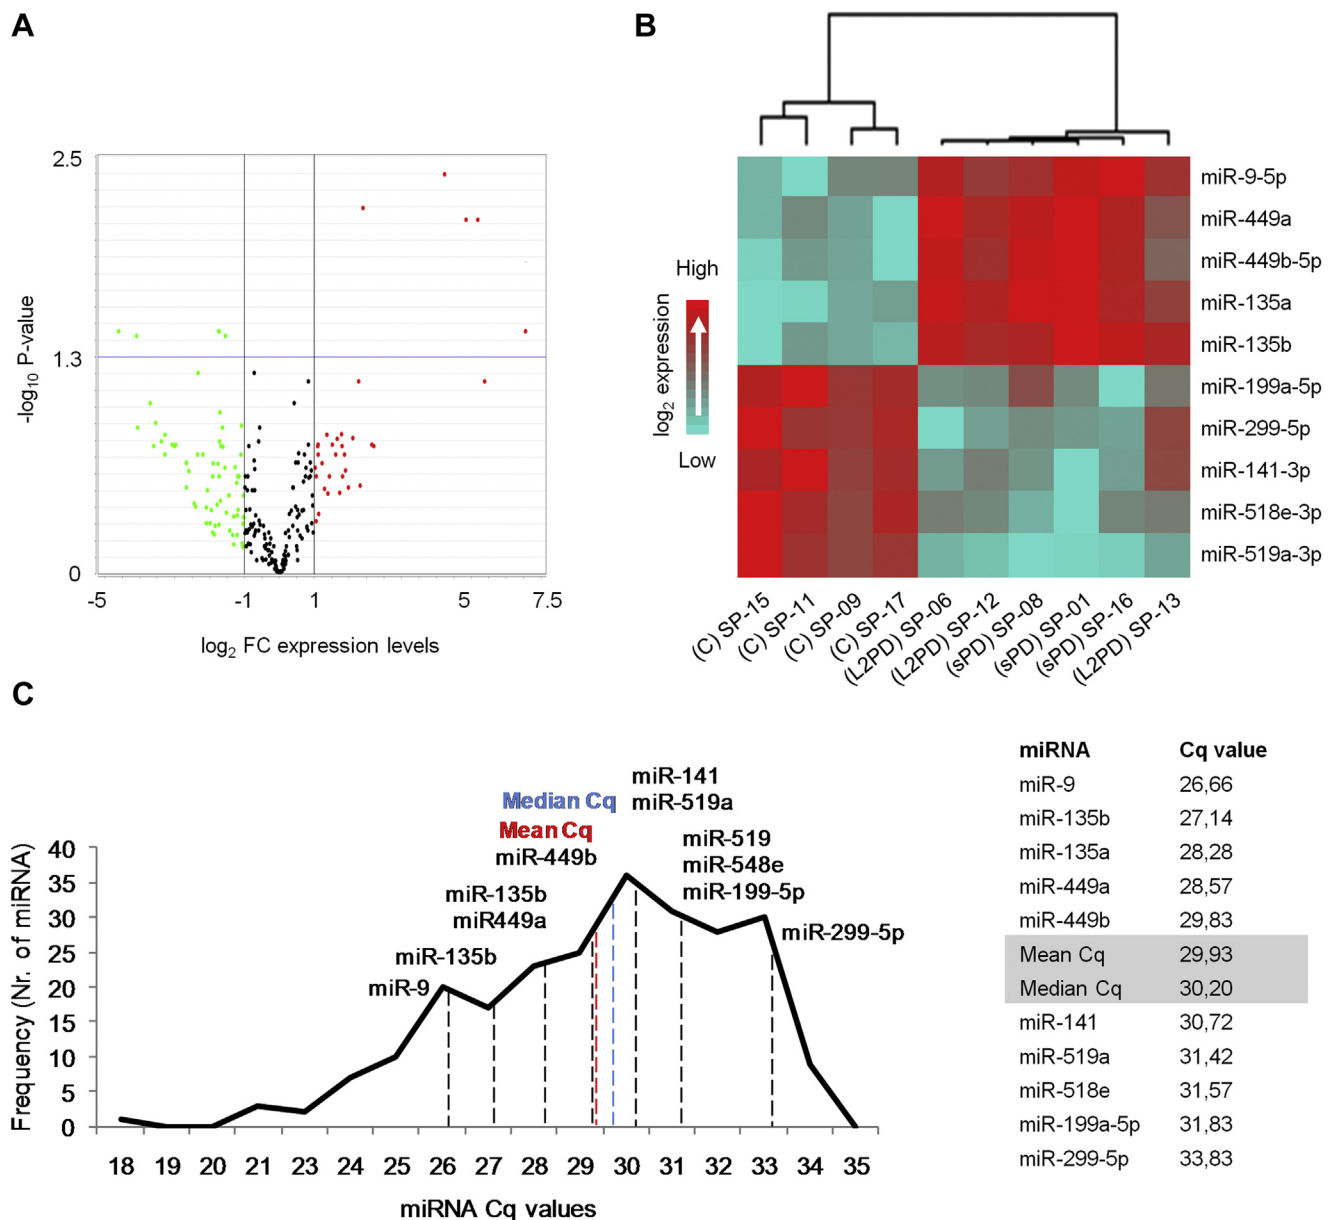 A
2.5
1.3
0
-log10 P-value
-5
-1
1
5
7.5
log2 FC expression levels
B
High
log2 expression
Low
miR-9-5p
miR-449a
miR-449b-5p
miR-135a
miR-135b
miR-199a-5p
miR-299-5p
miR-141-3p
miR-518e-3p
miR-519a-3p
(C) SP-15
(C) SP-11
(C) SP-09
(C) SP-17
(L2PD) SP-06
(L2PD) SP-12
(sPD) SP-08
(sPD) SP-01
(sPD) SP-16
(L2PD) SP-13
C
Frequency (Nr. of miRNA)
40
35
30
25
20
15
10
5
0
miR-9
miR-135b
miR-135b
miR449a
miR-449b
Mean Cq
Median Cq
miR-141
miR-519a
miR-519
miR-548e
miR-199-5p
miR-299-5p
18 19 20 21 23 24 25 26 27 28 29 30 31 32 33 34 35
miRNA Cq values
miRNA Cq value
miR-9 26,66
miR-135b 27,14
miR-135a 28,28
miR-449a 28,57
miR-449b 29,83
Mean Cq 29,93
Median Cq 30,20
miR-141 30,72
miR-519a 31,42
miR-518e 31,57
miR-199a-5p 31,83
miR-299-5p 33,83